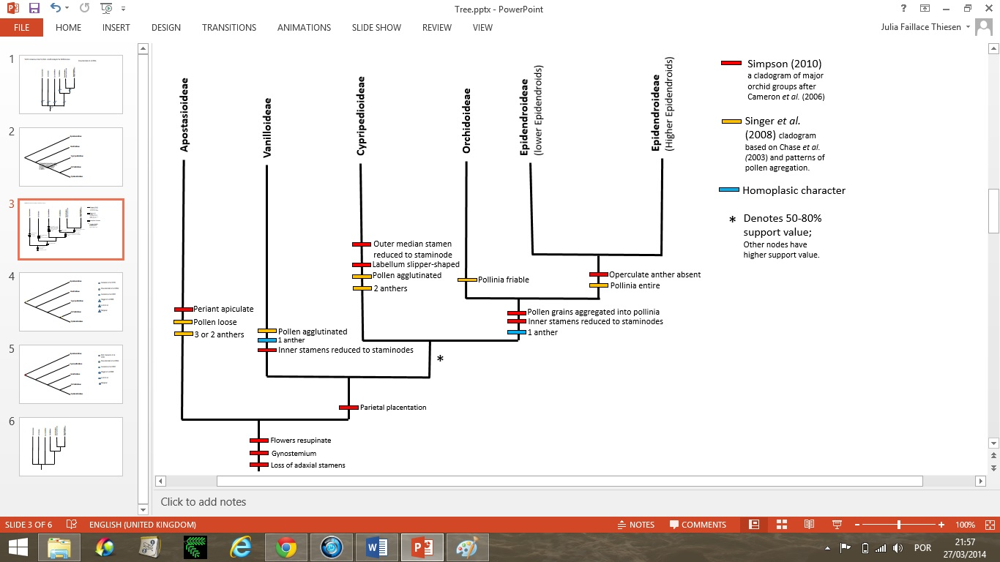 Tree.pptx - PowerPoint
?
FILE
HOME
INSERT
DESIGN
TRANSITIONS
ANIMATIONS
SLIDE SHOW
REVIEW
VIEW
Julia Faillace Thiesen
1
2
3
4
5
6
Apostasioideae
Vanilloideae
Cypripedioideae
Orchidoideae
Epidendroideae
(lower Epidendroids)
Epidendroideae
(Higher Epidendroids)
Simpson (2010)
a cladogram of major
orchid groups after
Cameron et al. (2006)
Singer et al.
(2008) cladogram
based on Chase et al.
(2003) and patterns of
pollen agregation.
Homoplasic character
* Denotes 50-80%
support value;
Other nodes have
higher support value.
Outer median stamen
reduced to staminode
Labellum slipper-shaped
Pollen agglutinated
2 anthers
Pollinia friable
Operculate anther absent
Pollinia entire
Periant apiculate
Pollen loose
3 or 2 anthers
Pollen agglutinated
1 anther
Inner stamens reduced to staminodes
Pollen grains aggregated into pollinia
Inner stamens reduced to staminodes
1 anther
*
Parietal placentation
Flowers resupinate
Gynostemium
Loss of adaxial stamens
Click to add notes
SLIDE 3 OF 6
ENGLISH (UNITED KINGDOM)
NOTES
COMMENTS
100%
POR
21:57
27/03/2014